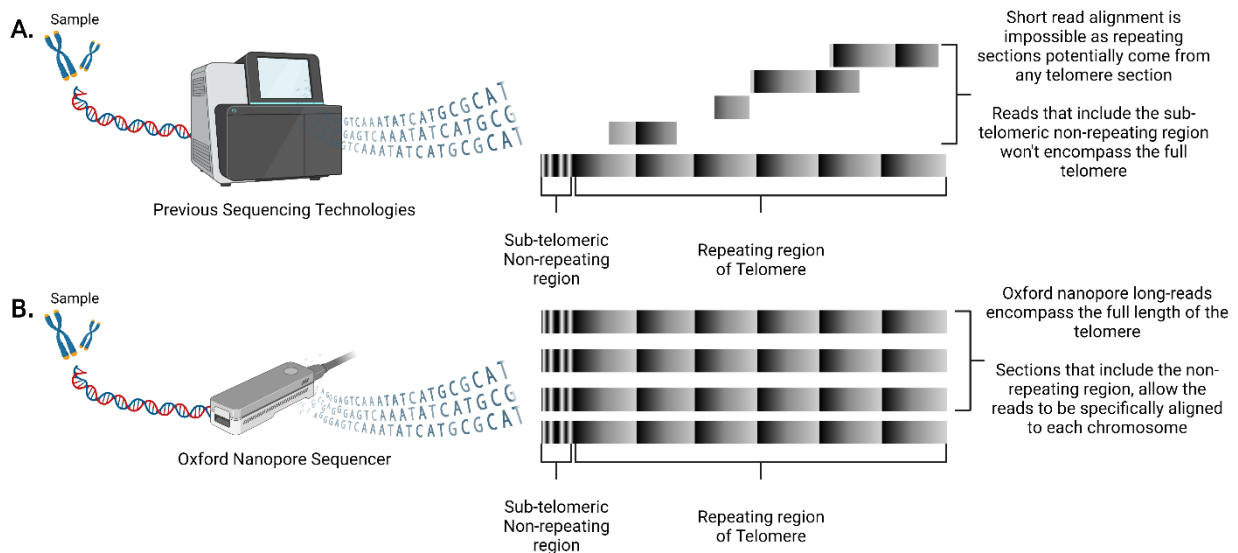 A.
Sample
GTCAAATATCATGCGCAT
GAGTCAAATATCATGCG
GTCAAATATCATGCGCAT
Previous Sequencing Technologies
Sub-telomeric
Non-repeating
region
Repeating region
of Telomere
Short read alignment is
impossible as repeating
sections potentially come from
any telomere section
Reads that include the sub-
telomeric non-repeating region
won't encompass the full
telomere
B.
Sample
GAGTCAAATATCATGCGCAT
GGAGTCAAATATCATGCG
GGAGTCAAATATCATGCGCAT
Oxford Nanopore Sequencer
Sub-telomeric
Non-repeating
region
Repeating region
of Telomere
Oxford nanopore long-reads
encompass the full length of the
telomere
Sections that include the non-
repeating region, allow the
reads to be specifically aligned
to each chromosome